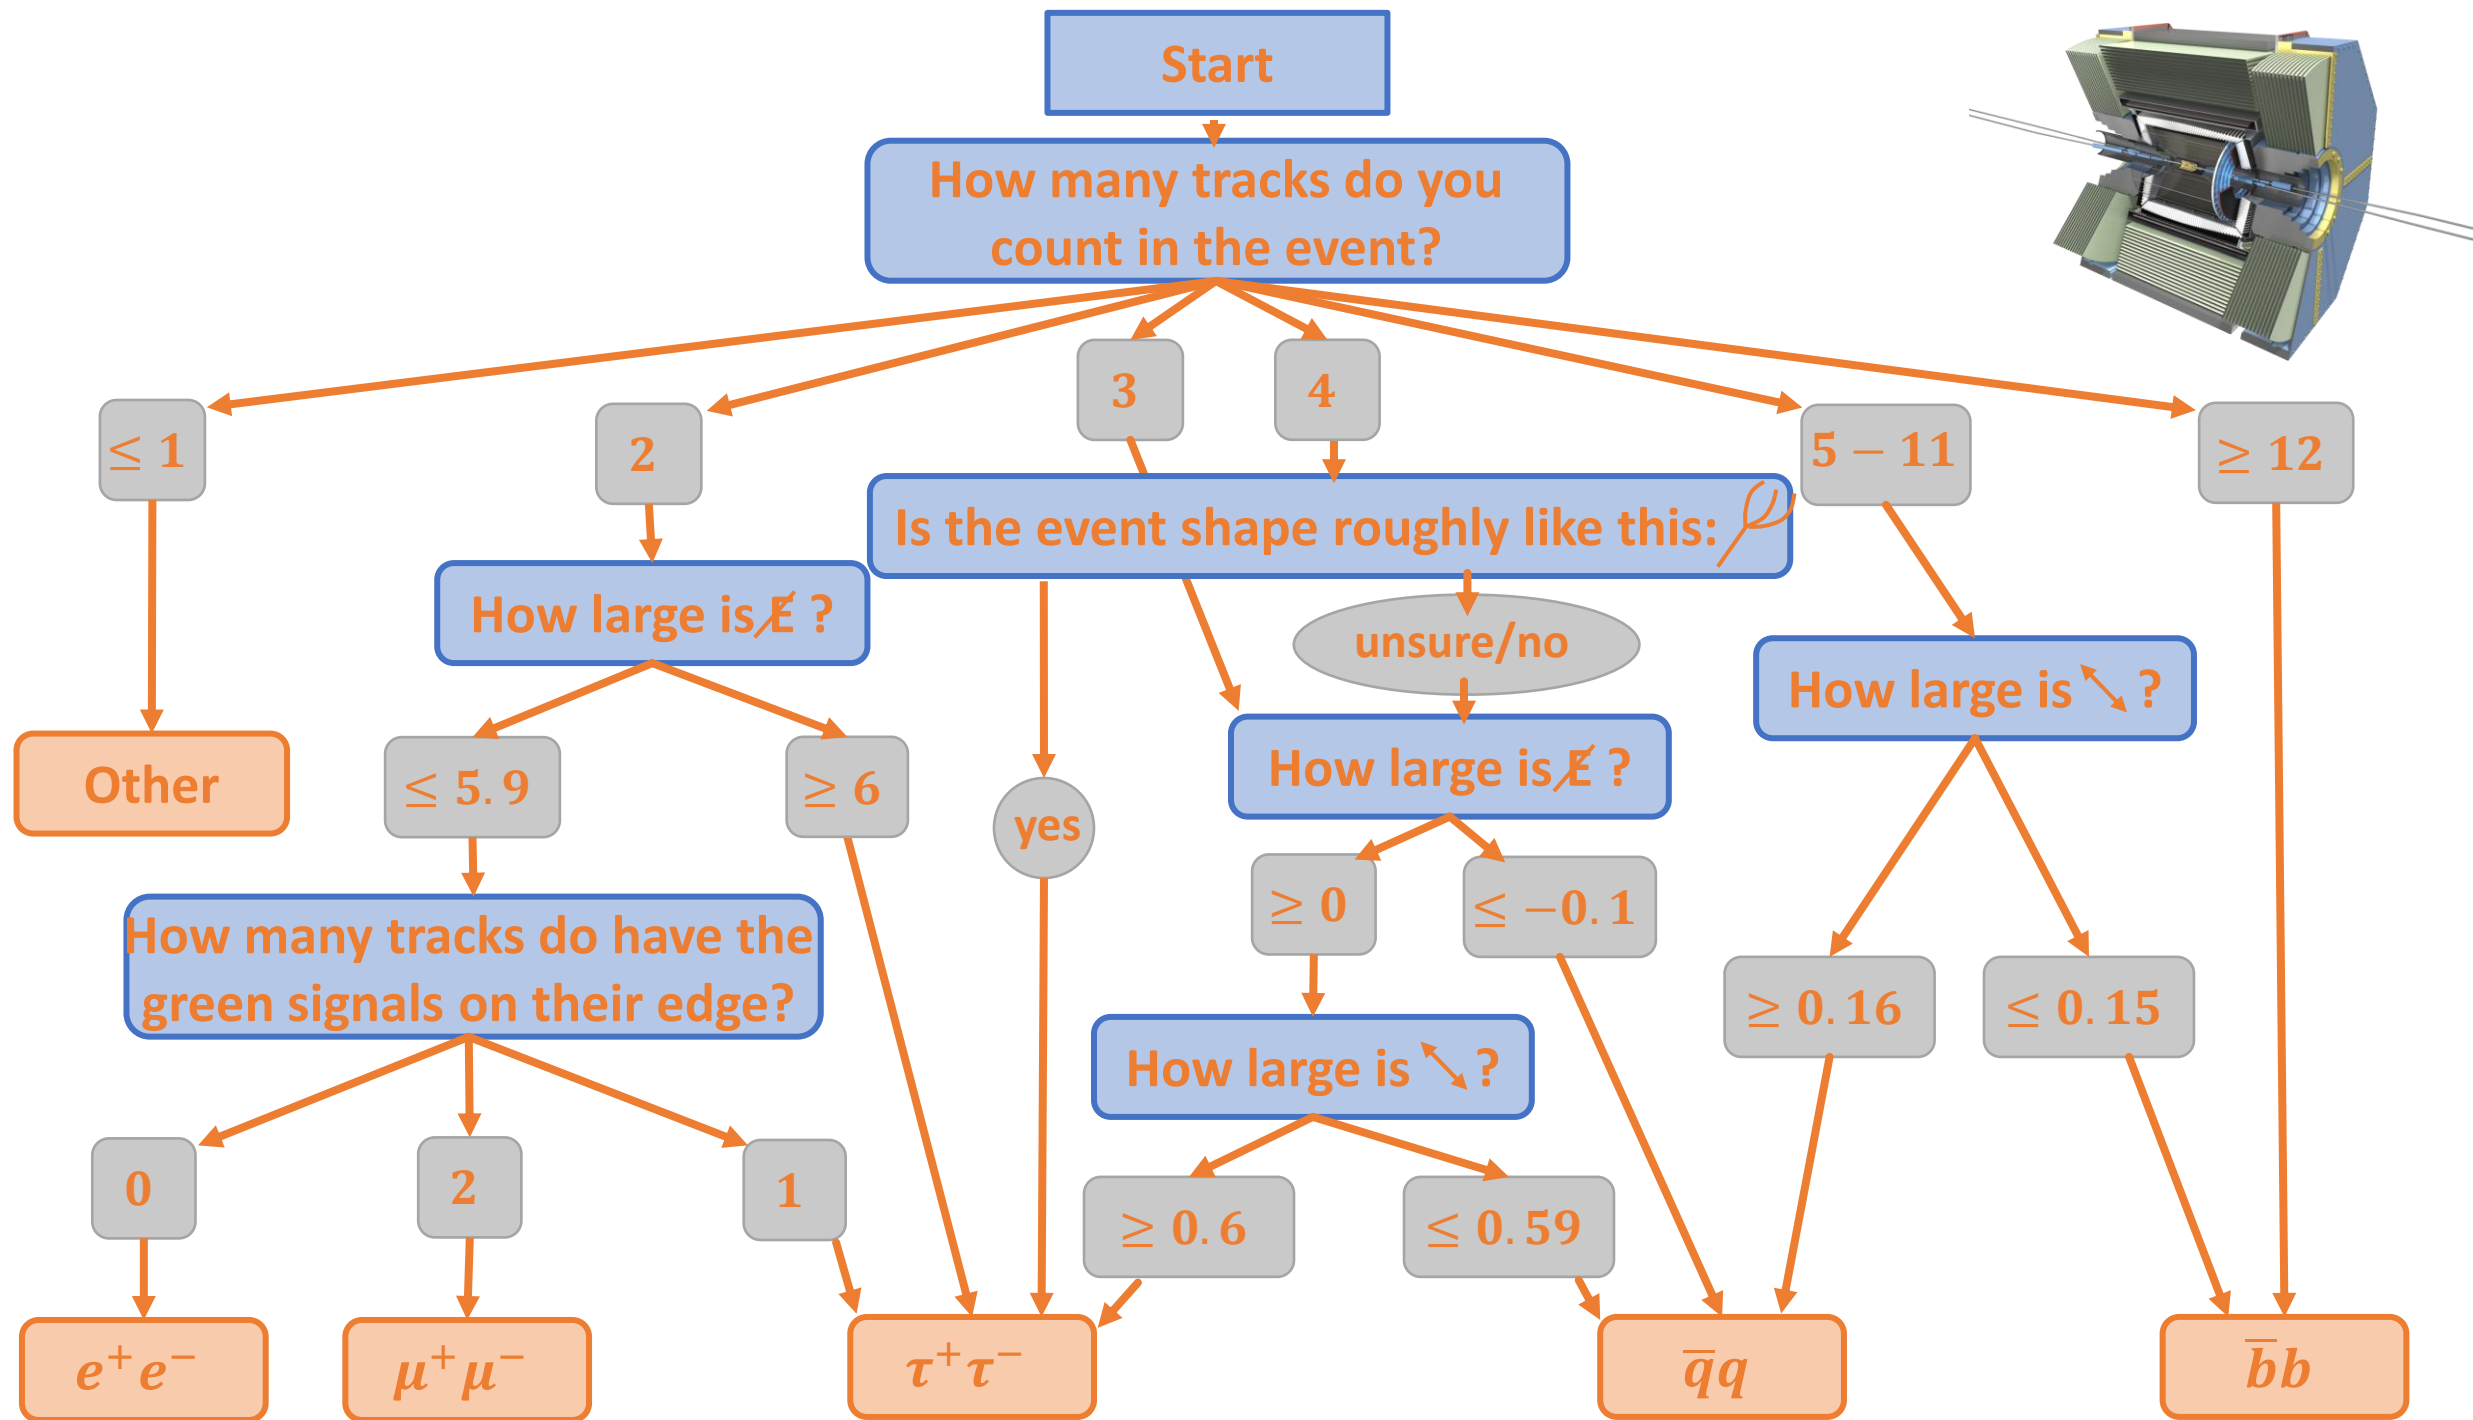 Start
How many tracks do you
count in the event?
3
4
≤ 1
2
5 − 11
≥ 12
Is the event shape roughly like this:
How large is E̸ ?
unsure/no
How large is ⤡ ?
Other
≤ 5.9
≥ 6
yes
How large is E̸ ?
≥ 0
≤ −0.1
How many tracks do have the
green signals on their edge?
≥ 0.16
≤ 0.15
How large is ⤡ ?
0
2
1
≥ 0.6
≤ 0.59
e⁺e⁻
μ⁺μ⁻
τ⁺τ⁻
q̅q
b̅b